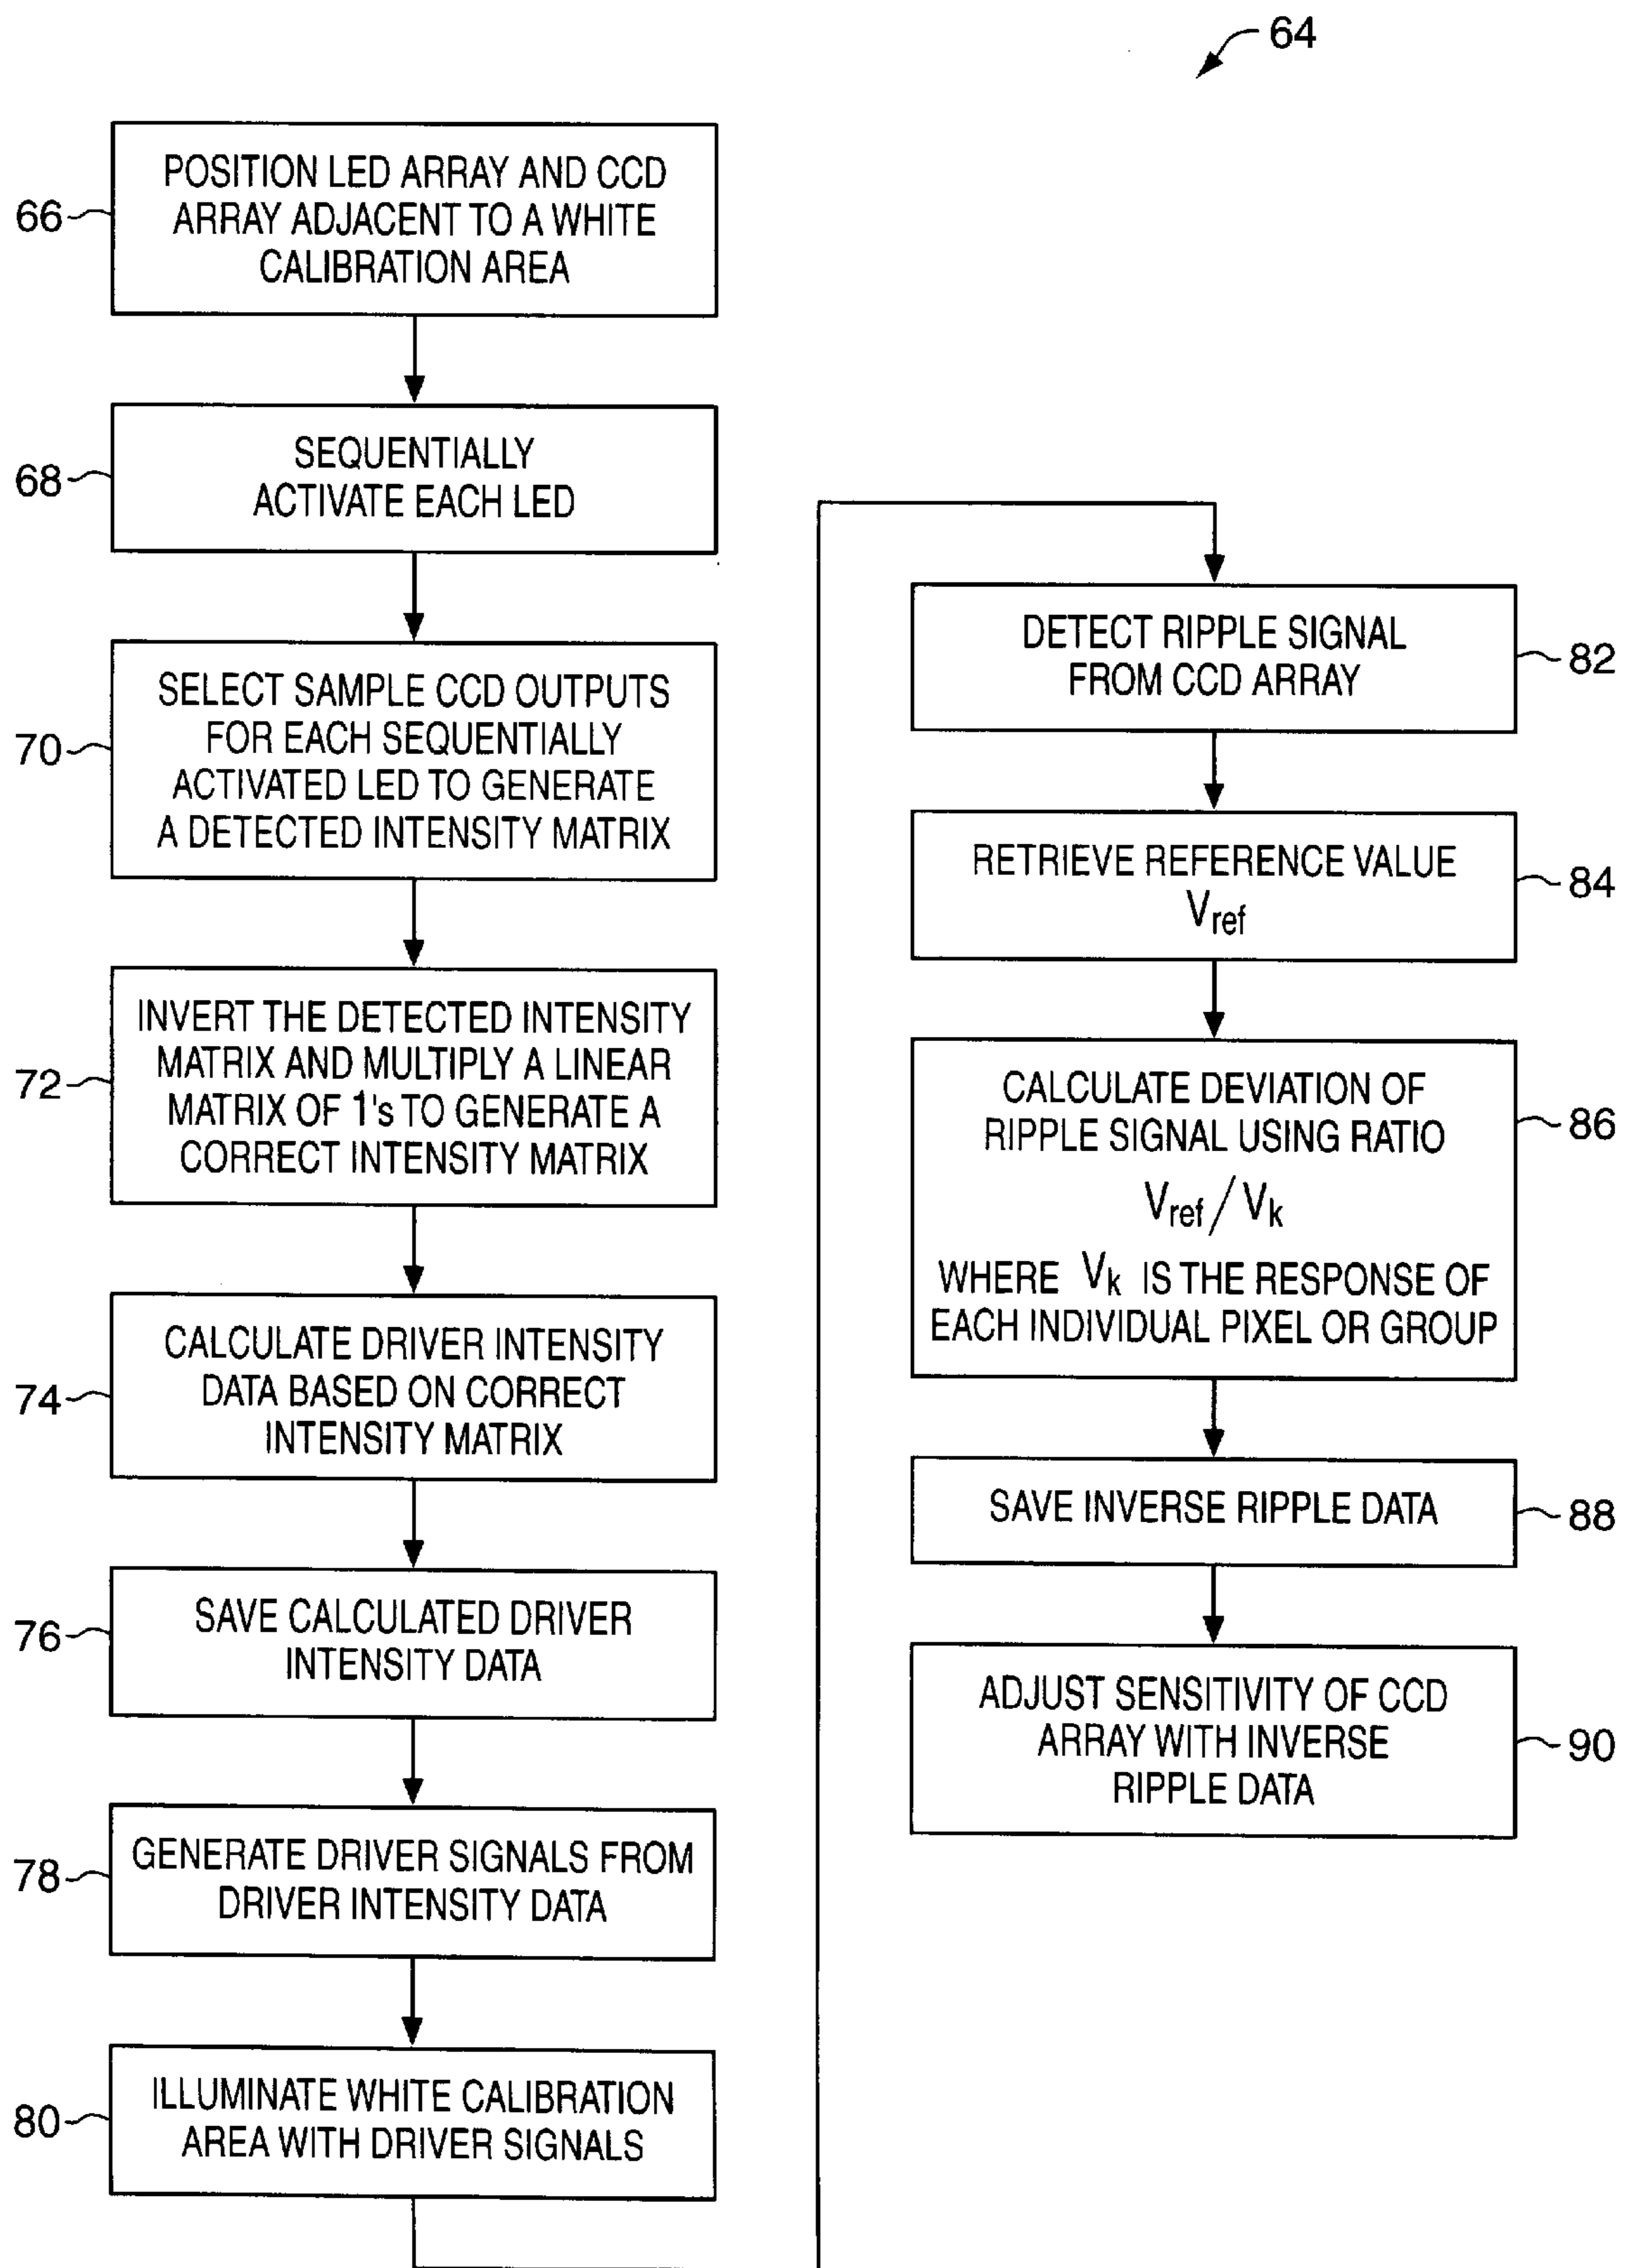 64
66
POSITION LED ARRAY AND CCD
ARRAY ADJACENT TO A WHITE
CALIBRATION AREA
68
SEQUENTIALLY
ACTIVATE EACH LED
70
SELECT SAMPLE CCD OUTPUTS
FOR EACH SEQUENTIALLY
ACTIVATED LED TO GENERATE
A DETECTED INTENSITY MATRIX
72
INVERT THE DETECTED INTENSITY
MATRIX AND MULTIPLY A LINEAR
MATRIX OF 1's TO GENERATE A
CORRECT INTENSITY MATRIX
74
CALCULATE DRIVER INTENSITY
DATA BASED ON CORRECT
INTENSITY MATRIX
76
SAVE CALCULATED DRIVER
INTENSITY DATA
78
GENERATE DRIVER SIGNALS FROM
DRIVER INTENSITY DATA
80
ILLUMINATE WHITE CALIBRATION
AREA WITH DRIVER SIGNALS
DETECT RIPPLE SIGNAL
FROM CCD ARRAY
82
RETRIEVE REFERENCE VALUE
Vref
84
CALCULATE DEVIATION OF
RIPPLE SIGNAL USING RATIO
Vref / Vk
WHERE Vk IS THE RESPONSE OF
EACH INDIVIDUAL PIXEL OR GROUP
86
SAVE INVERSE RIPPLE DATA
88
ADJUST SENSITIVITY OF CCD
ARRAY WITH INVERSE
RIPPLE DATA
90